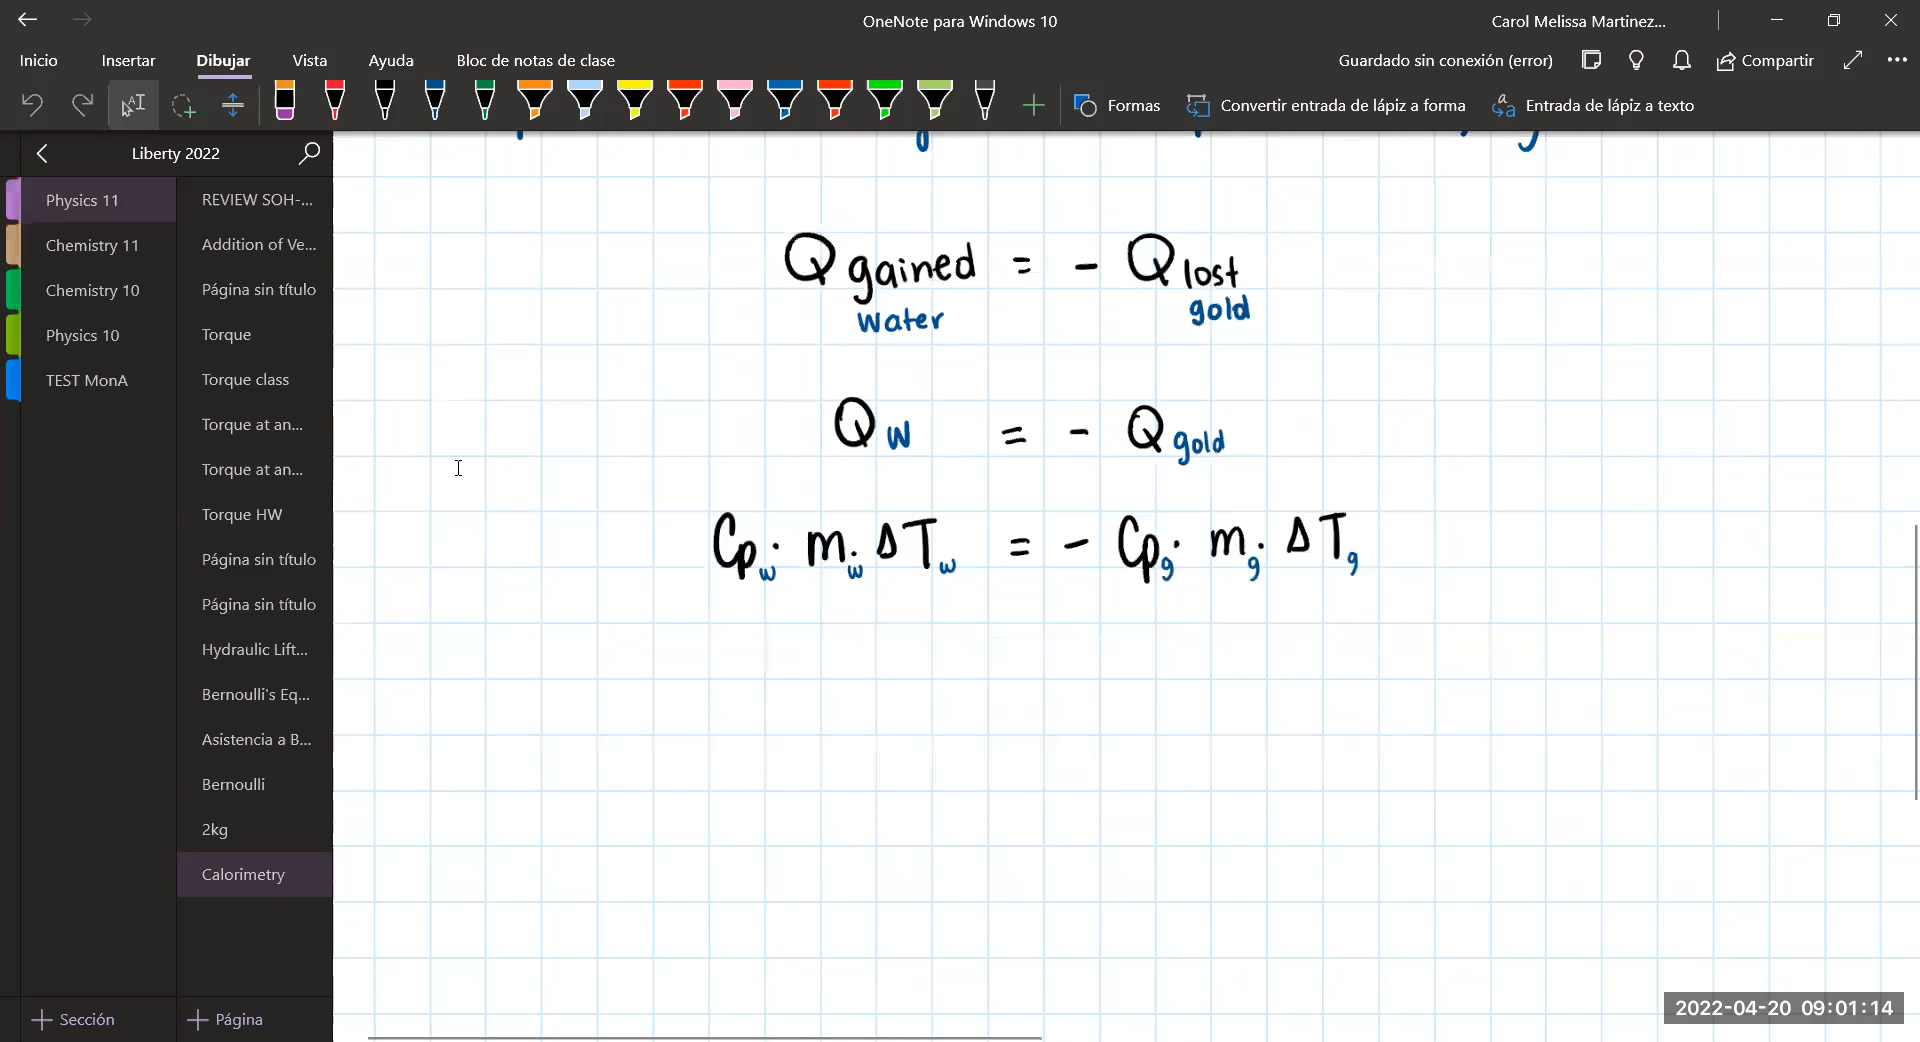 OneNote para Windows 10
Carol Melissa Martinez...
Inicio
Insertar
Dibujar
Vista
Ayuda
Bloc de notas de clase
Guardado sin conexión (error)
Compartir
Formas
Convertir entrada de lápiz a forma
Entrada de lápiz a texto
Liberty 2022
Physics 11
Chemistry 11
Chemistry 10
Physics 10
TEST MonA
REVIEW SOH-...
Addition of Ve...
Página sin título
Torque
Torque class
Torque at an...
Torque at an...
Torque HW
Página sin título
Página sin título
Hydraulic Lift...
Bernoulli's Eq...
Asistencia a B...
Bernoulli
2kg
Calorimetry
Sección
Página
Q gained = - Q lost
water gold
Q w = - Q gold
Cp w · m w · ΔT w = - Cp g · m g · ΔT g
2022-04-20 09:01:14